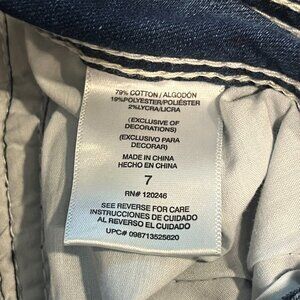 79% COTTON / ALGODÓN
19%POLYESTER/POLIÉSTER
2%LYCRA/LICRA
(EXCLUSIVE OF
DECORATIONS)
(EXCLUSIVO PARA
DECORAR)
MADE IN CHINA
HECHO EN CHINA
7
RN# 120246
SEE REVERSE FOR CARE
INSTRUCCIONES DE CUIDADO
AL REVERSO EL CUIDADO
UPC# 098713525620